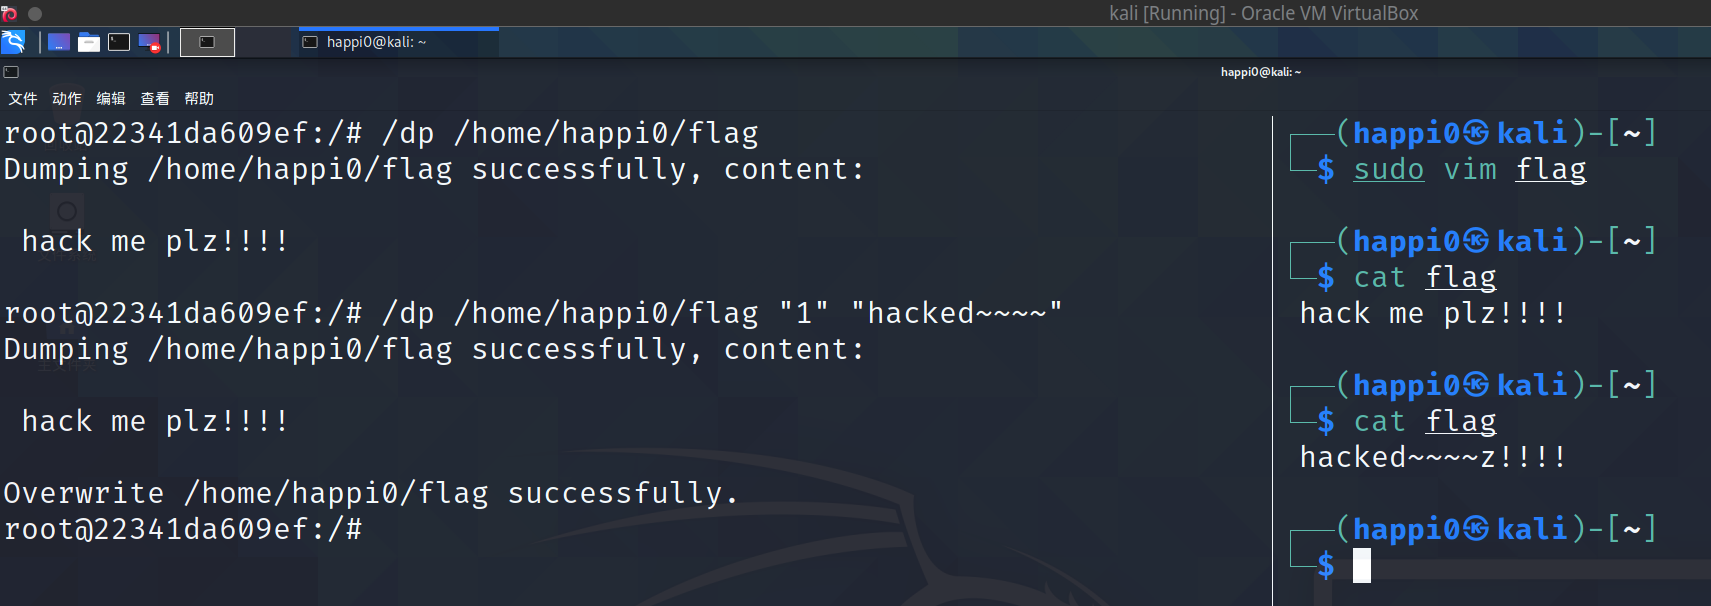 kali [Running] - Oracle VM VirtualBox
happi0@kali: ~
happi0@kali: ~
文件 动作 编辑 查看 帮助
root@22341da609ef:/# /dp /home/happi0/flag
Dumping /home/happi0/flag successfully, content:
hack me plz!!!!
root@22341da609ef:/# /dp /home/happi0/flag "1" "hacked~~~~"
Dumping /home/happi0/flag successfully, content:
hack me plz!!!!
Overwrite /home/happi0/flag successfully.
root@22341da609ef:/#
(happi0㉿kali)-[~]
$ sudo vim flag
(happi0㉿kali)-[~]
$ cat flag
hack me plz!!!!
(happi0㉿kali)-[~]
$ cat flag
hacked~~~~z!!!!
(happi0㉿kali)-[~]
$